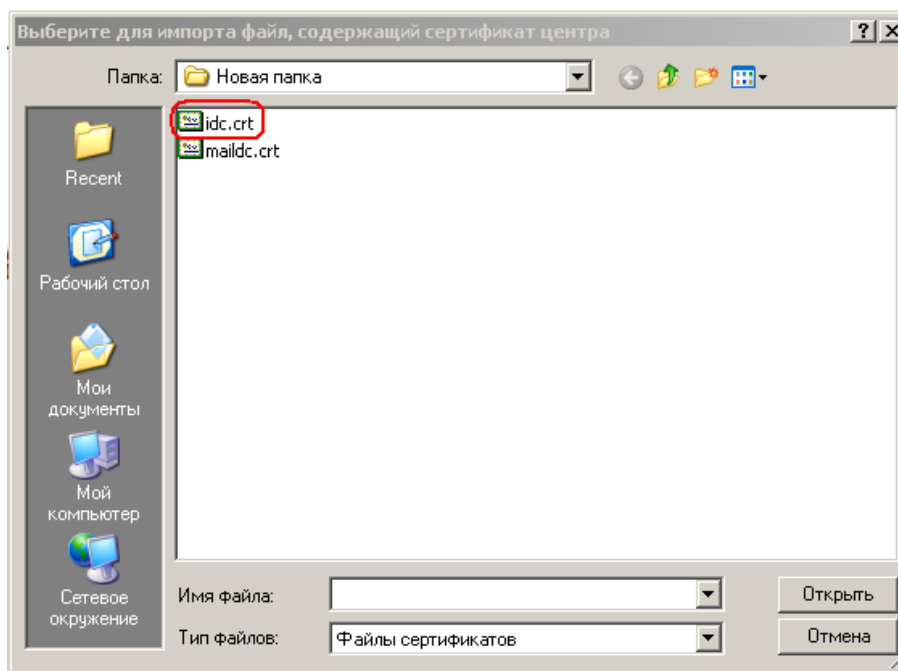 Выберите для импорта файл, содержащий сертификат центра
Папка: Новая папка
idc.crt
maildc.crt
Recent
Рабочий стол
Мои
документы
Мой
компьютер
Сетевое
окружение
Имя файла:
Открыть
Тип файлов: Файлы сертификатов
Отмена